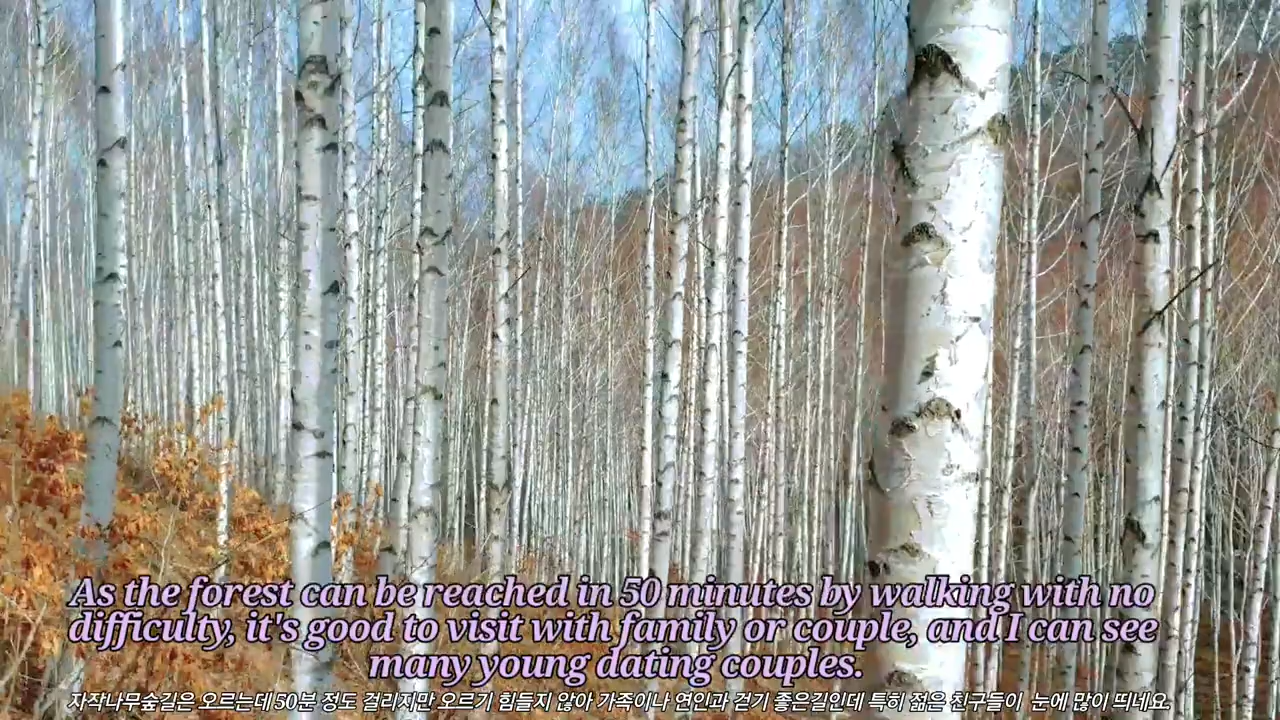 As the forest can be reached in 50 minutes by walking with no
difficulty, it's good to visit with family or couple, and I can see
many young dating couples.
자작나무숲길은 오르는데 50분 정도 걸리지만 오르기 힘들지 않아 가족이나 연인과 걷기 좋은길인데 특히 젊은 친구들이 눈에 많이 띄네요.